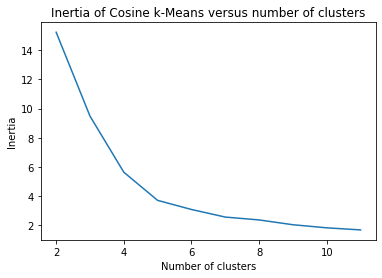 Inertia of Cosine k-Means versus number of clusters
Inertia
14
12
10
8
6
4
2
2 4 6 8 10
Number of clusters